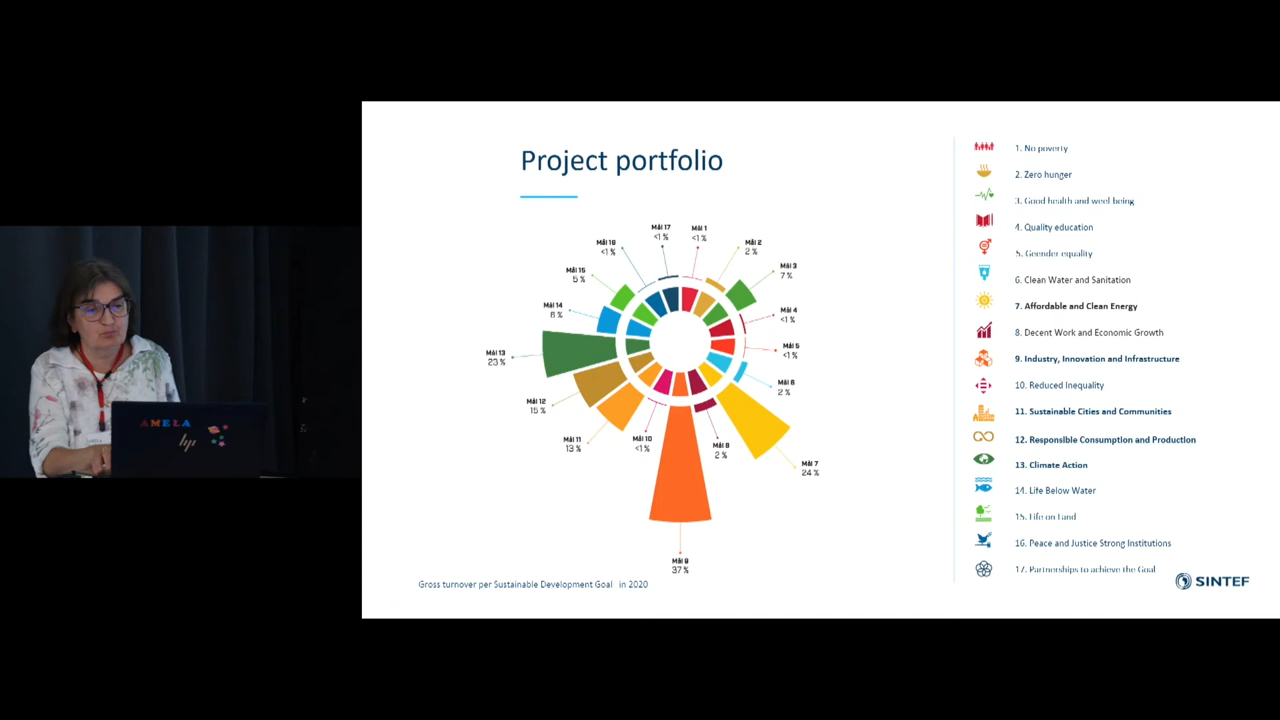 Project portfolio
Mål 17
<1 %
Mål 1
<1 %
Mål 16
<1 %
Mål 2
2 %
Mål 15
5 %
Mål 3
7 %
Mål 14
6 %
Mål 4
<1 %
Mål 13
23 %
Mål 5
<1 %
Mål 6
2 %
Mål 12
15 %
Mål 11
13 %
Mål 10
<1 %
Mål 8
2 %
Mål 7
24 %
Mål 9
37 %
Gross turnover per Sustainable Development Goal in 2020
1. No poverty
2. Zero hunger
3. Good health and weel being
4. Quality education
5. Geender equality
6. Clean Water and Sanitation
7. Affordable and Clean Energy
8. Decent Work and Economic Growth
9. Industry, Innovation and Infrastructure
10. Reduced Inequality
11. Sustainable Cities and Communities
12. Responsible Consumption and Production
13. Climate Action
14. Life Below Water
15. Life on Land
16. Peace and Justice Strong Institutions
17. Partnerships to achieve the Goal
SINTEF
AMELA
hp